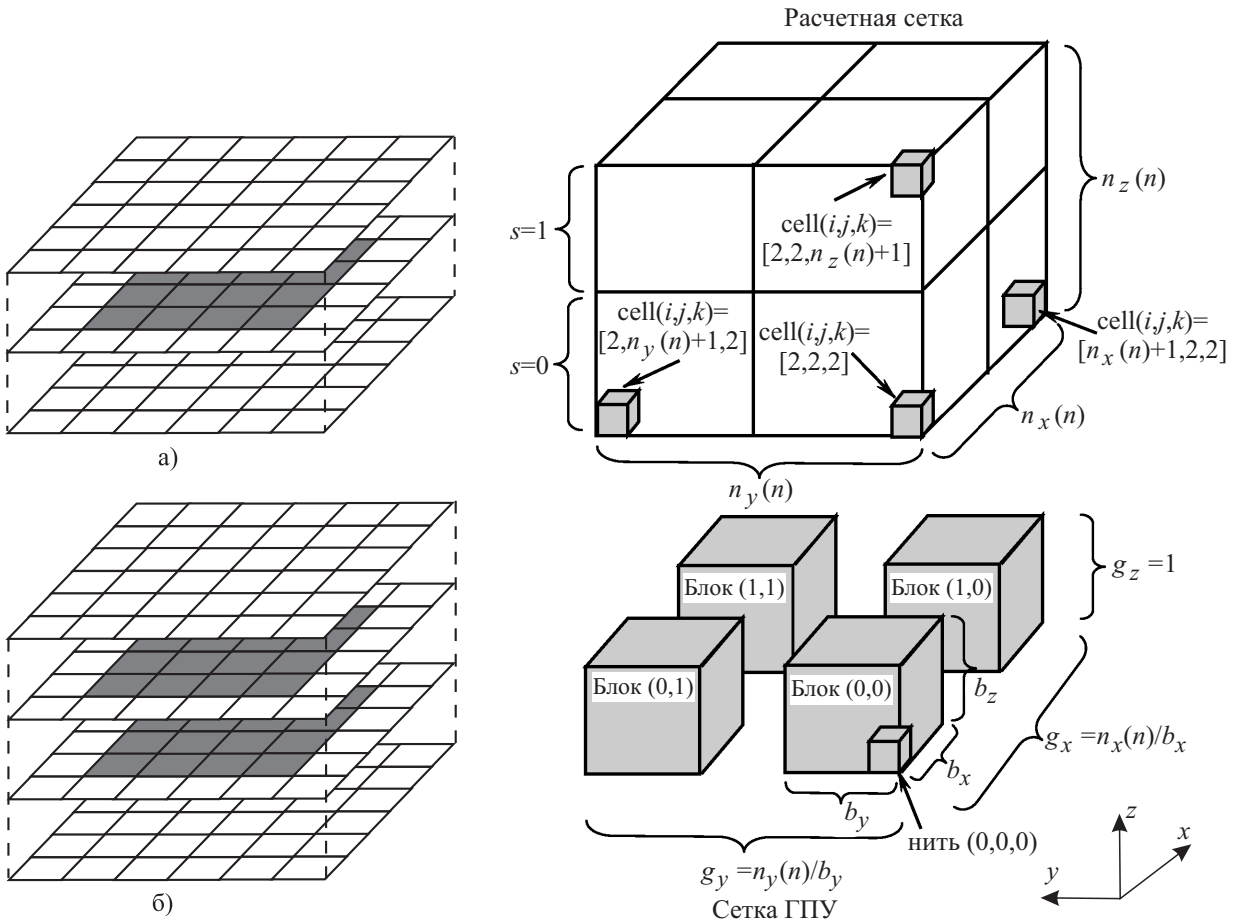 Расчетная сетка
n_z(n)
s=1
cell(i,j,k)=
[2,2,n_z(n)+1]
s=0
cell(i,j,k)=
[2,n_y(n)+1,2]
cell(i,j,k)=
[2,2,2]
cell(i,j,k)=
[n_x(n)+1,2,2]
n_x(n)
n_y(n)
а)
Блок (1,1)
Блок (1,0)
g_z=1
Блок (0,1)
Блок (0,0)
b_z
g_x=n_x(n)/b_x
b_x
b_y
нить (0,0,0)
g_y=n_y(n)/b_y
Сетка ГПУ
z
x
y
б)